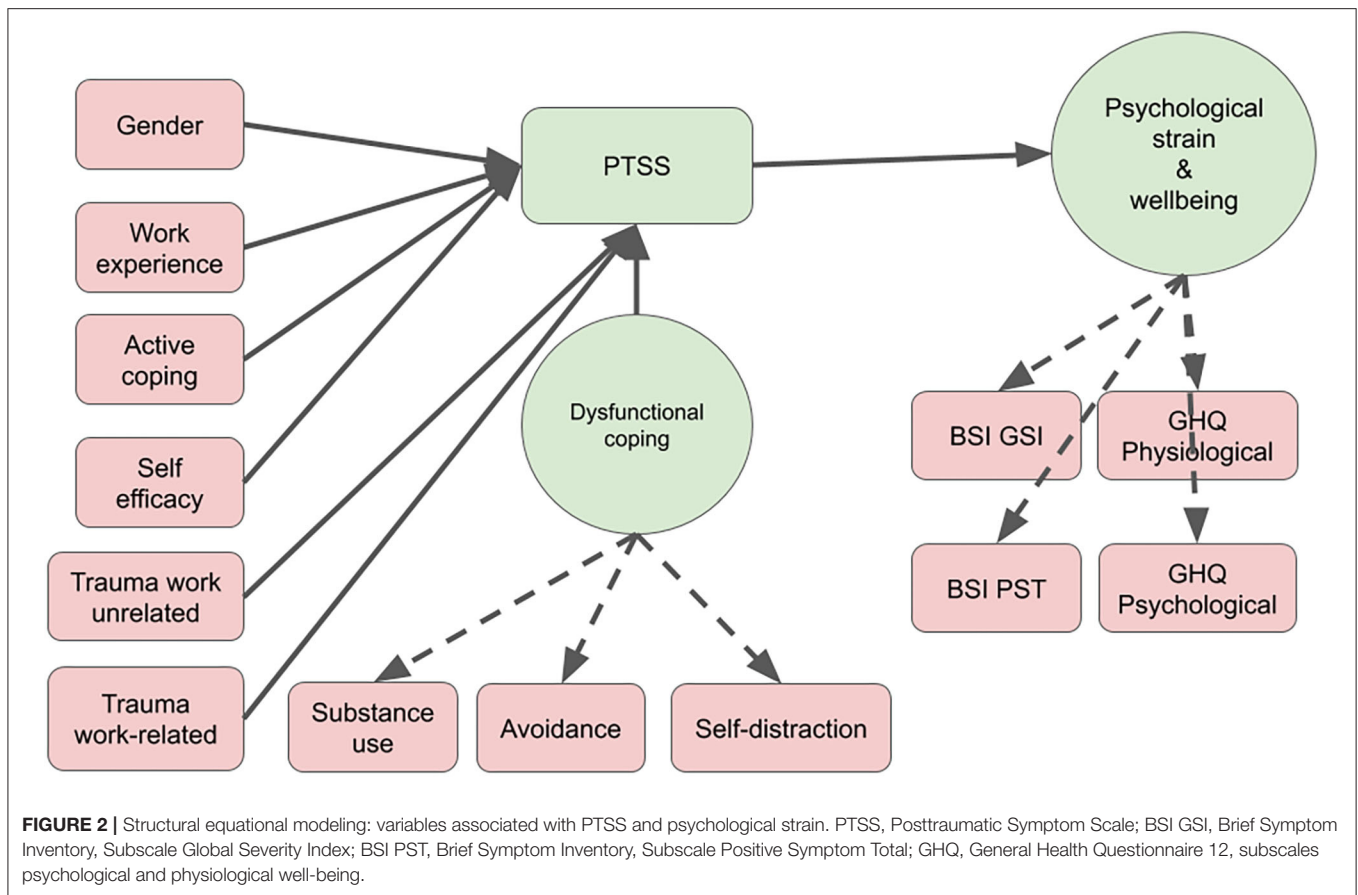 Gender
Work
experience
Active
coping
Self
efficacy
Trauma work
unrelated
Trauma
work-related
PTSS
Dysfunctional
coping
Substance
use
Avoidance
Self-distraction
Psychological
strain
&
wellbeing
BSI GSI
GHQ
Physiological
BSI PST
GHQ
Psychological
FIGURE 2 | Structural equational modeling: variables associated with PTSS and psychological strain. PTSS, Posttraumatic Symptom Scale; BSI GSI, Brief Symptom
Inventory, Subscale Global Severity Index; BSI PST, Brief Symptom Inventory, Subscale Positive Symptom Total; GHQ, General Health Questionnaire 12, subscales
psychological and physiological well-being.